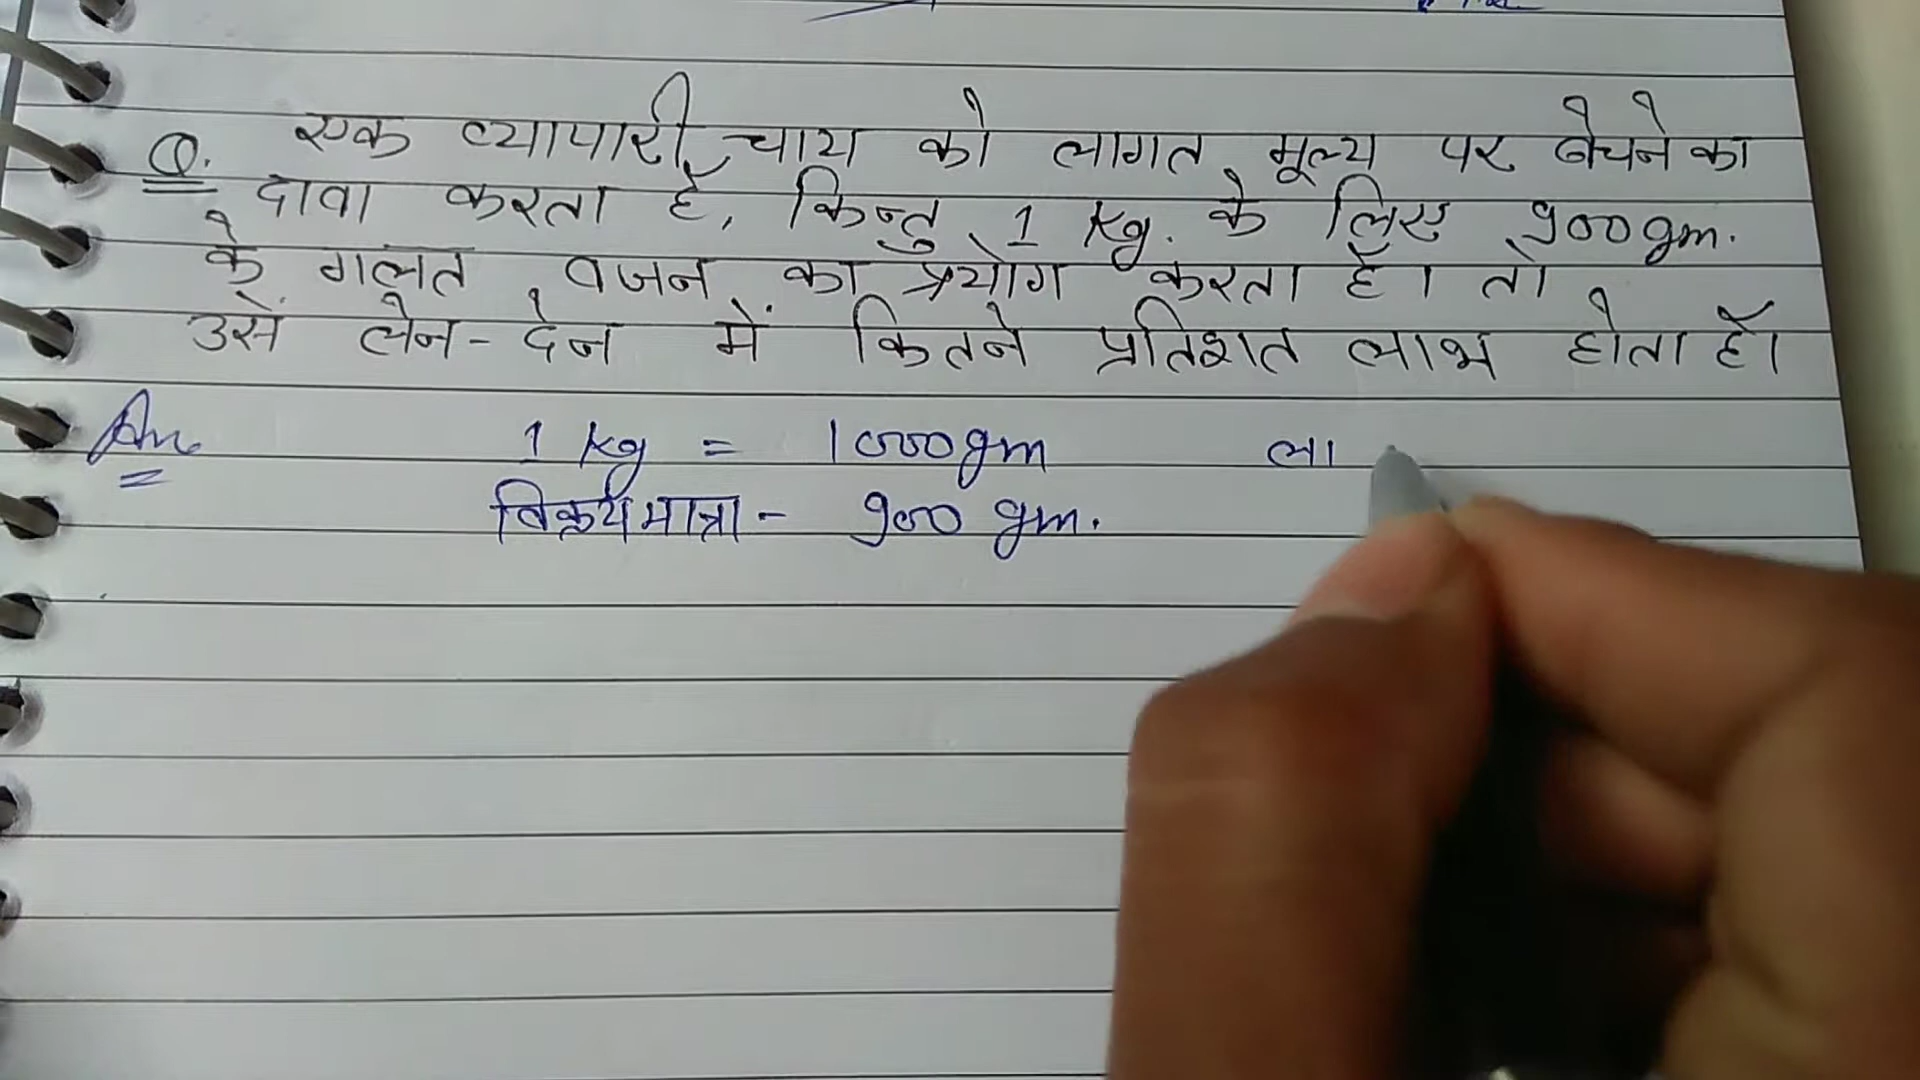 Q. एक व्यापारी चाय को लागत मूल्य पर बेचने का
दावा करता है, किन्तु 1 kg. के लिए 900gm.
के गलत वजन का प्रयोग करता है। तो
उसे लेन-देन में कितने प्रतिशत लाभ होता है।
Ans 1 kg = 1000gm ला
विक्रय मात्रा - 900 gm.